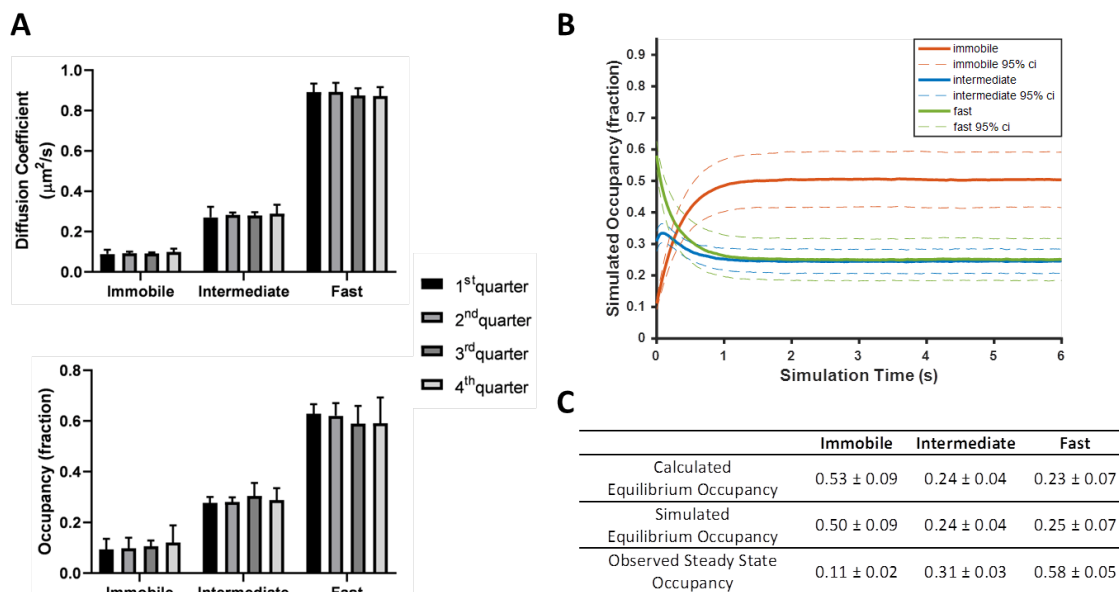 A
Diffusion Coefficient
(μm²/s)
1.0
0.8
0.6
0.4
0.2
0.0
Immobile Intermediate Fast
1st quarter
2nd quarter
3rd quarter
4th quarter
Occupancy (fraction)
0.8
0.6
0.4
0.2
0.0
Immobile Intermediate Fast
B
Simulated Occupancy (fraction)
0.9
0.8
0.7
0.6
0.5
0.4
0.3
0.2
0.1
0
0 1 2 3 4 5 6
Simulation Time (s)
immobile
immobile 95% ci
intermediate
intermediate 95% ci
fast
fast 95% ci
C
Immobile Intermediate Fast
Calculated
Equilibrium Occupancy
0.53 ± 0.09 0.24 ± 0.04 0.23 ± 0.07
Simulated
Equilibrium Occupancy
0.50 ± 0.09 0.24 ± 0.04 0.25 ± 0.07
Observed Steady State
Occupancy
0.11 ± 0.02 0.31 ± 0.03 0.58 ± 0.05